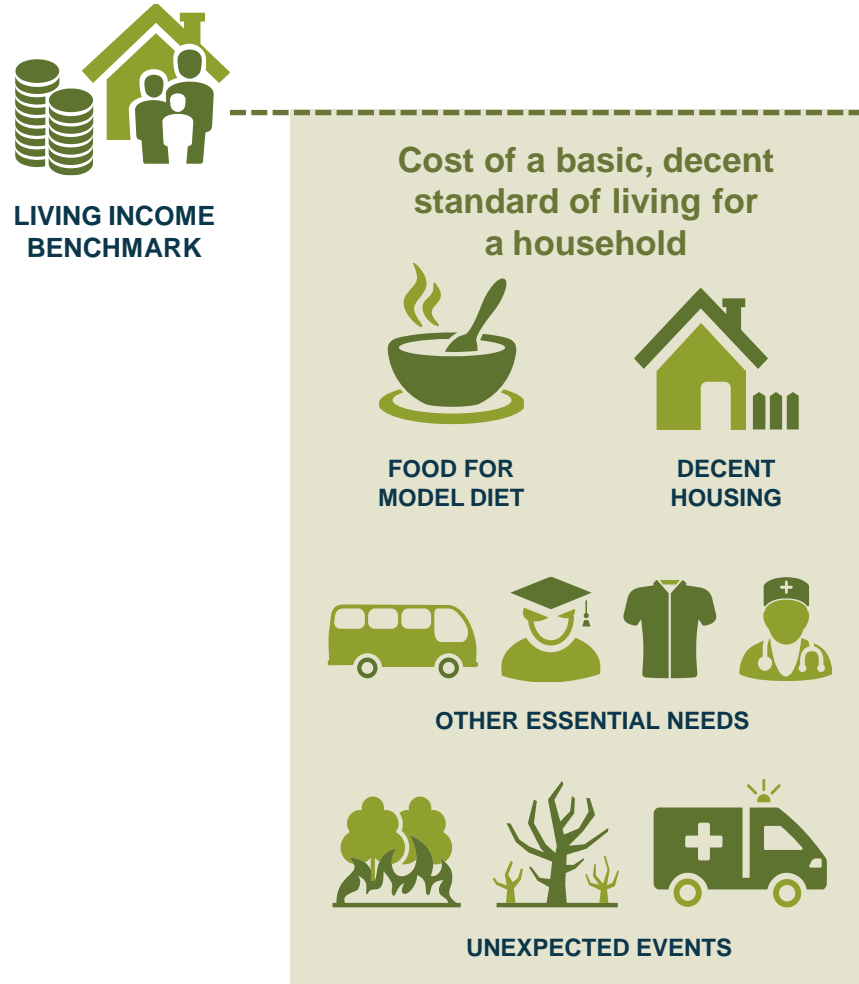 LIVING INCOME
BENCHMARK
Cost of a basic, decent
standard of living for
a household
FOOD FOR
MODEL DIET
DECENT
HOUSING
OTHER ESSENTIAL NEEDS
UNEXPECTED EVENTS